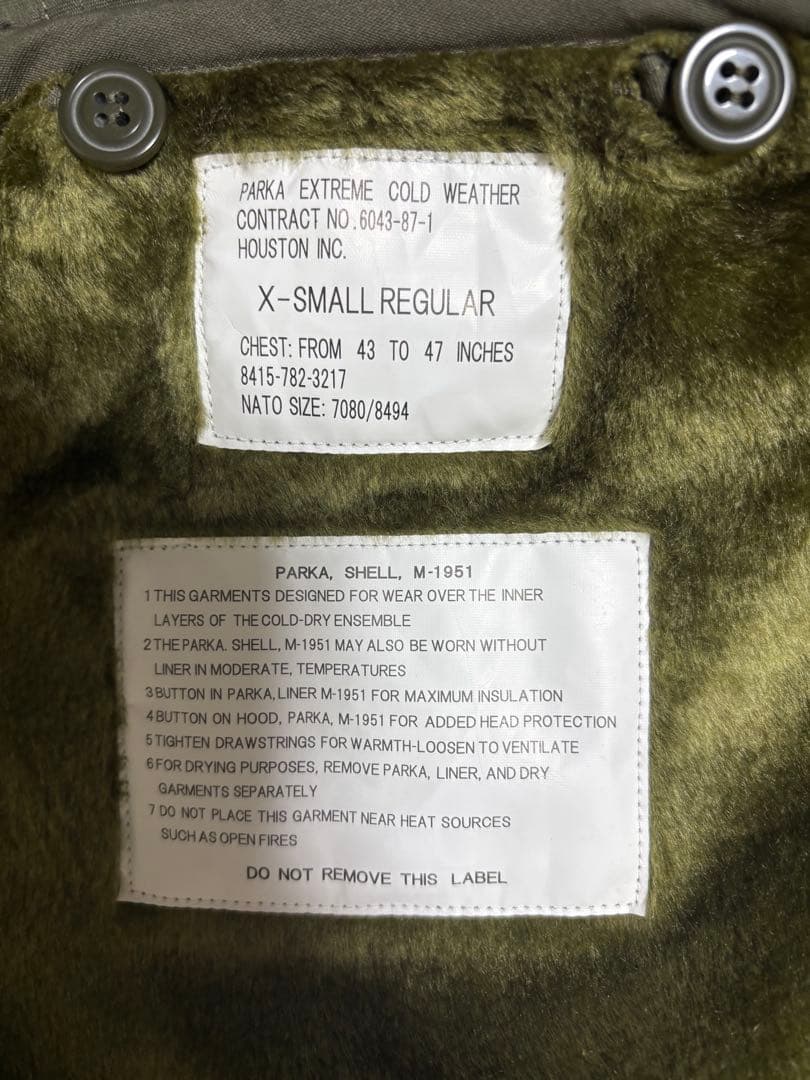 PARKA EXTREME COLD WEATHER
CONTRACT NO.6043-87-1
HOUSTON INC.
X-SMALL REGULAR
CHEST: FROM 43 TO 47 INCHES
8415-782-3217
NATO SIZE: 7080/8494
PARKA, SHELL, M-1951
1 THIS GARMENTS DESIGNED FOR WEAR OVER THE INNER
LAYERS OF THE COLD-DRY ENSEMBLE
2 THE PARKA. SHELL, M-1951 MAY ALSO BE WORN WITHOUT
LINER IN MODERATE, TEMPERATURES
3 BUTTON IN PARKA, LINER M-1951 FOR MAXIMUM INSULATION
4 BUTTON ON HOOD, PARKA, M-1951 FOR ADDED HEAD PROTECTION
5 TIGHTEN DRAWSTRINGS FOR WARMTH-LOOSEN TO VENTILATE
6 FOR DRYING PURPOSES, REMOVE PARKA, LINER, AND DRY
GARMENTS SEPARATELY
7 DO NOT PLACE THIS GARMENT NEAR HEAT SOURCES
SUCH AS OPEN FIRES
DO NOT REMOVE THIS LABEL